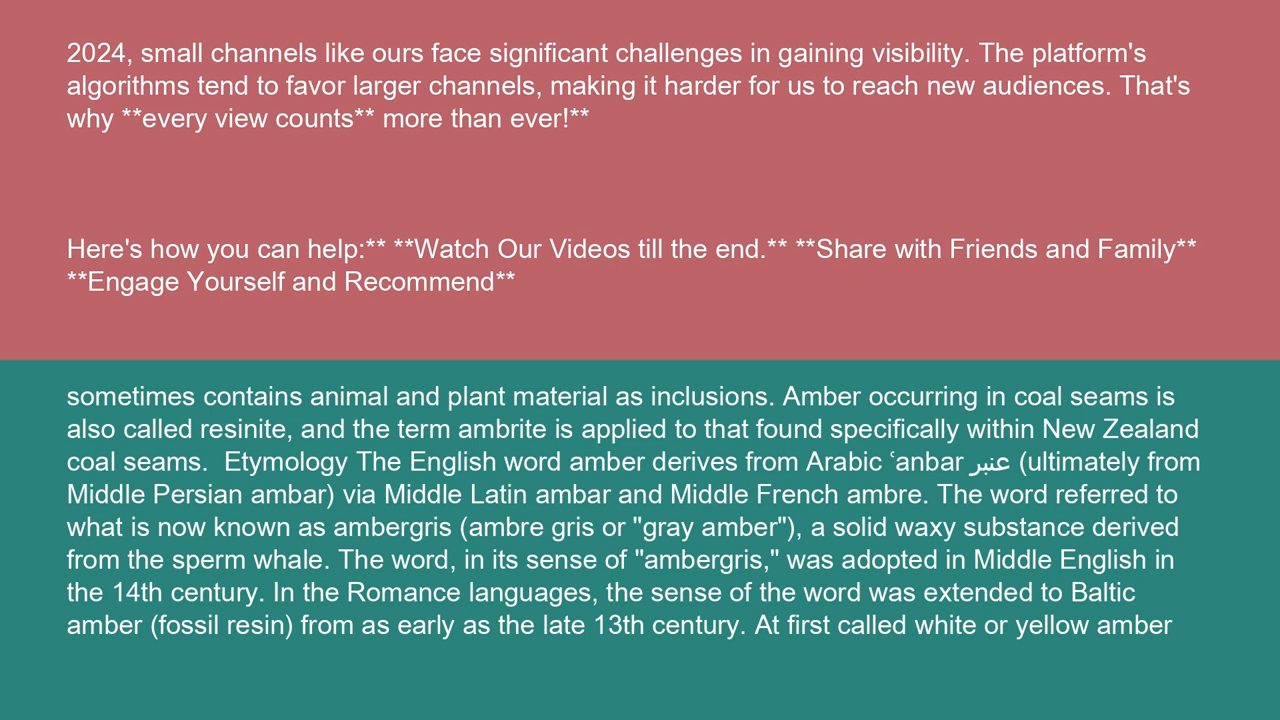 2024, small channels like ours face significant challenges in gaining visibility. The platform's
algorithms tend to favor larger channels, making it harder for us to reach new audiences. That's
why **every view counts** more than ever!**
Here's how you can help:** **Watch Our Videos till the end.** **Share with Friends and Family**
**Engage Yourself and Recommend**
sometimes contains animal and plant material as inclusions. Amber occurring in coal seams is
also called resinite, and the term ambrite is applied to that found specifically within New Zealand
coal seams.  Etymology The English word amber derives from Arabic ʿanbar عنبر (ultimately from
Middle Persian ambar) via Middle Latin ambar and Middle French ambre. The word referred to
what is now known as ambergris (ambre gris or "gray amber"), a solid waxy substance derived
from the sperm whale. The word, in its sense of "ambergris," was adopted in Middle English in
the 14th century. In the Romance languages, the sense of the word was extended to Baltic
amber (fossil resin) from as early as the late 13th century. At first called white or yellow amber